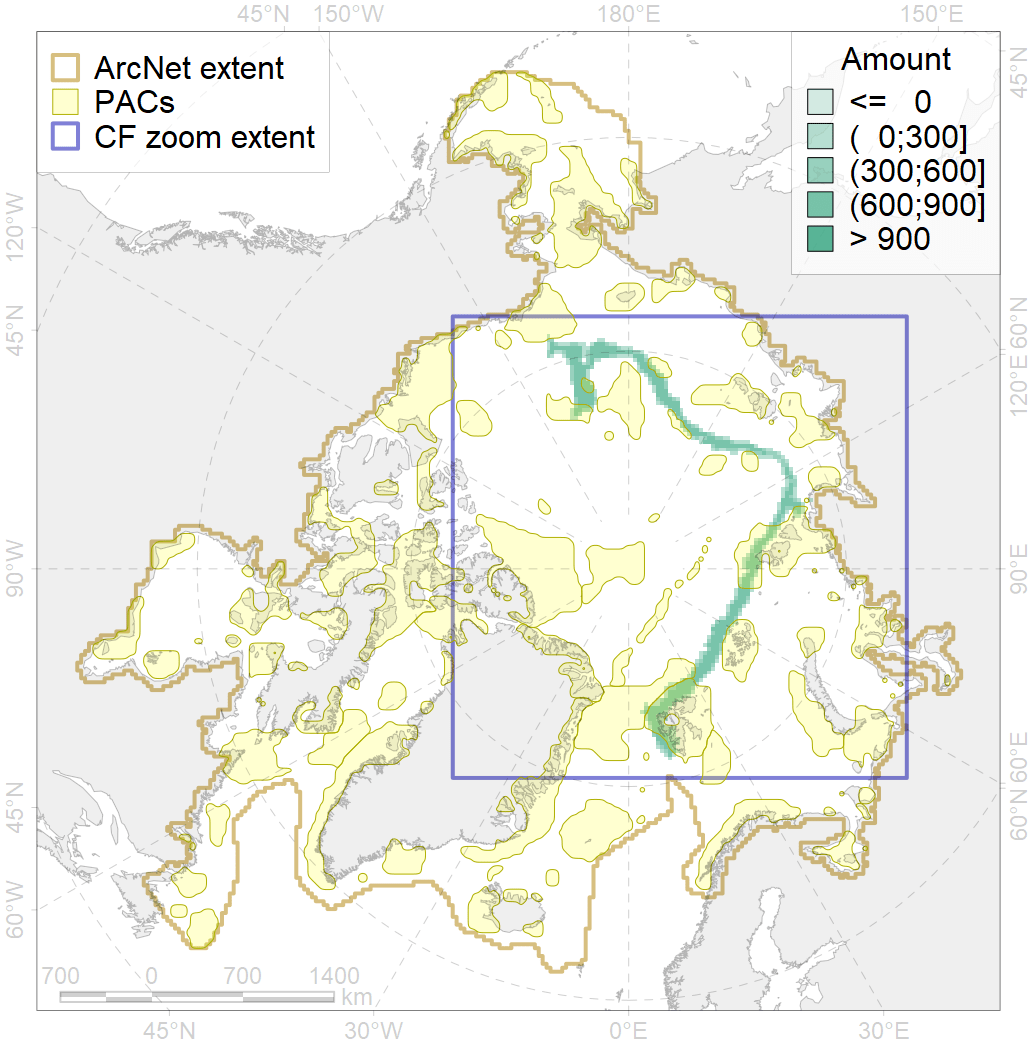 45°N 150°W 180°E 150°E
ArcNet extent
PACs
CF zoom extent
Amount
<= 0
( 0;300]
(300;600]
(600;900]
> 900
120°W
45°N
90°W
45°N
60°W
45°N
60°N
120°E
90°E
60°E
60°N
700 0 700 1400
km
45°N 30°W 0°E 30°E